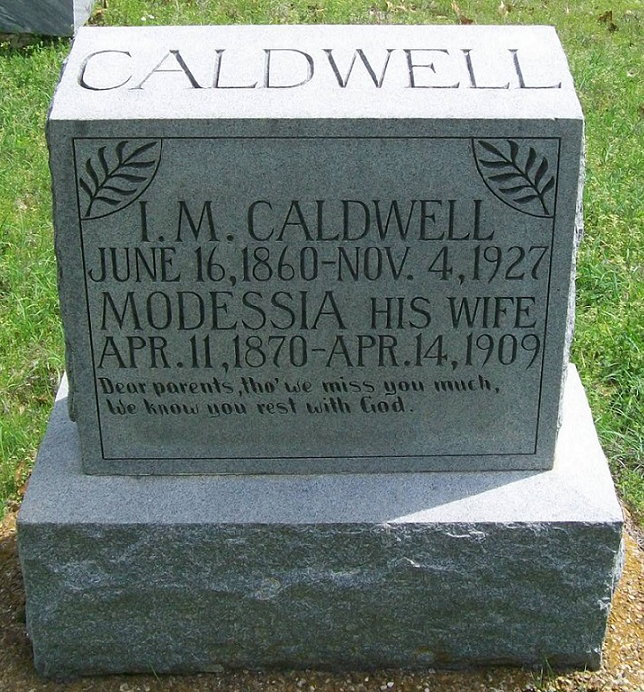 CALDWELL
I. M. CALDWELL
JUNE 16, 1860-NOV. 4, 1927
MODESSIA HIS WIFE
APR. 11, 1870-APR. 14, 1909
Dear parents, tho' we miss you much,
We know you rest with God.